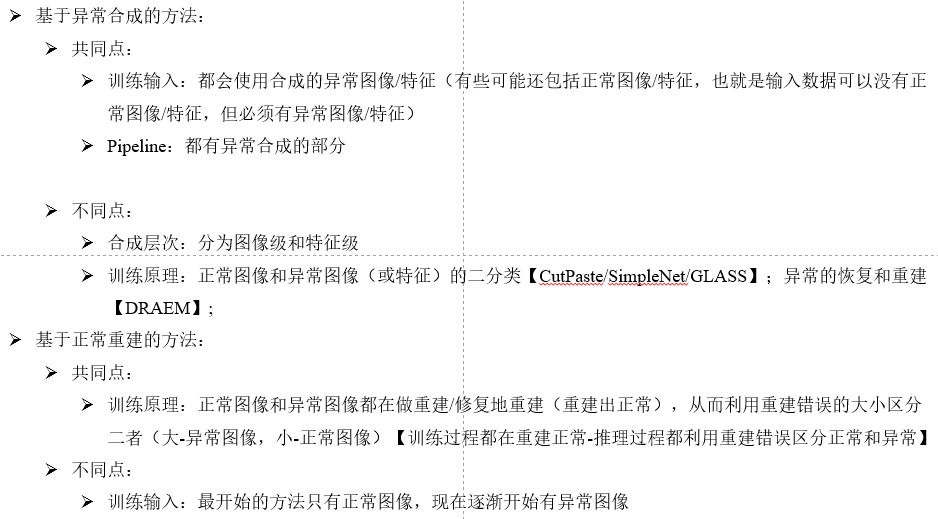 ➢ 基于异常合成的方法：
➢ 共同点：
➢ 训练输入：都会使用合成的异常图像/特征（有些可能还包括正常图像/特征，也就是输入数据可以没有正
常图像/特征，但必须有异常图像/特征）
➢ Pipeline：都有异常合成的部分
➢ 不同点：
➢ 合成层次：分为图像级和特征级
➢ 训练原理：正常图像和异常图像（或特征）的二分类【CutPaste/SimpleNet/GLASS】；异常的恢复和重建
【DRAEM】；
➢ 基于正常重建的方法：
➢ 共同点：
➢ 训练原理：正常图像和异常图像都在做重建/修复地重建（重建出正常），从而利用重建错误的大小区分
二者（大-异常图像，小-正常图像）【训练过程都在重建正常-推理过程都利用重建错误区分正常和异常】
➢ 不同点：
➢ 训练输入：最开始的方法只有正常图像，现在逐渐开始有异常图像